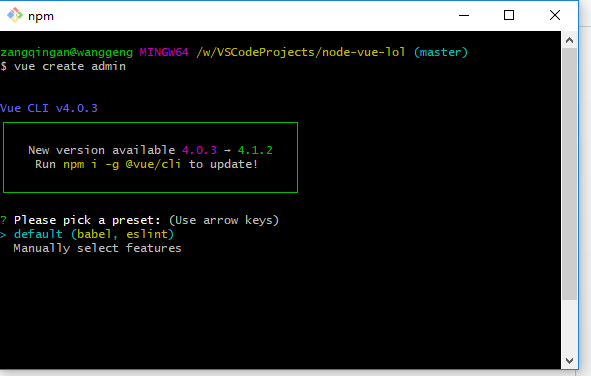 npm
zangqingan@wanggeng MINGW64 /w/VSCodeProjects/node-vue-lol (master)
$ vue create admin
Vue CLI v4.0.3
New version available 4.0.3 → 4.1.2
Run npm i -g @vue/cli to update!
? Please pick a preset: (Use arrow keys)
> default (babel, eslint)
Manually select features